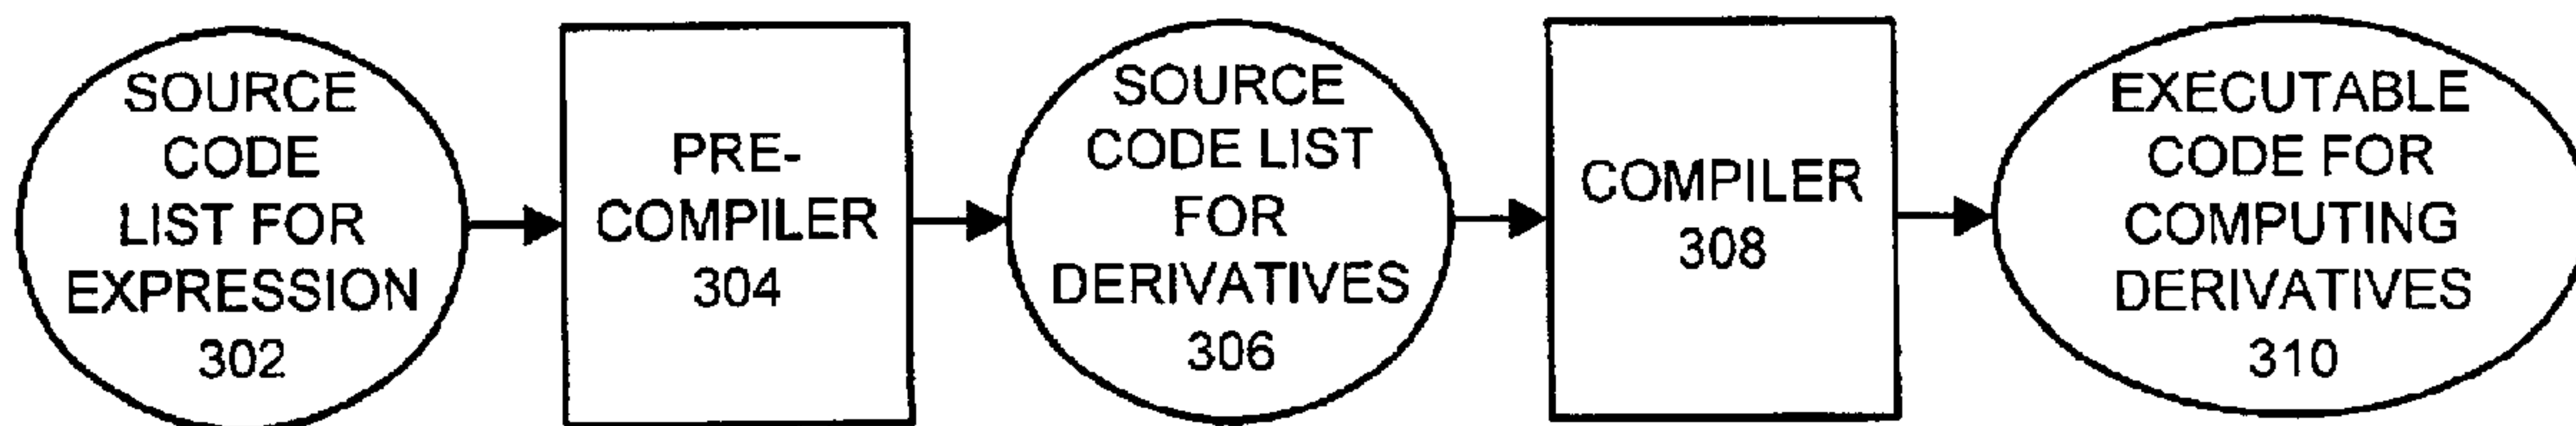 SOURCE
CODE
LIST FOR
EXPRESSION
302
PRE-
COMPILER
304
SOURCE
CODE LIST
FOR
DERIVATIVES
306
COMPILER
308
EXECUTABLE
CODE FOR
COMPUTING
DERIVATIVES
310